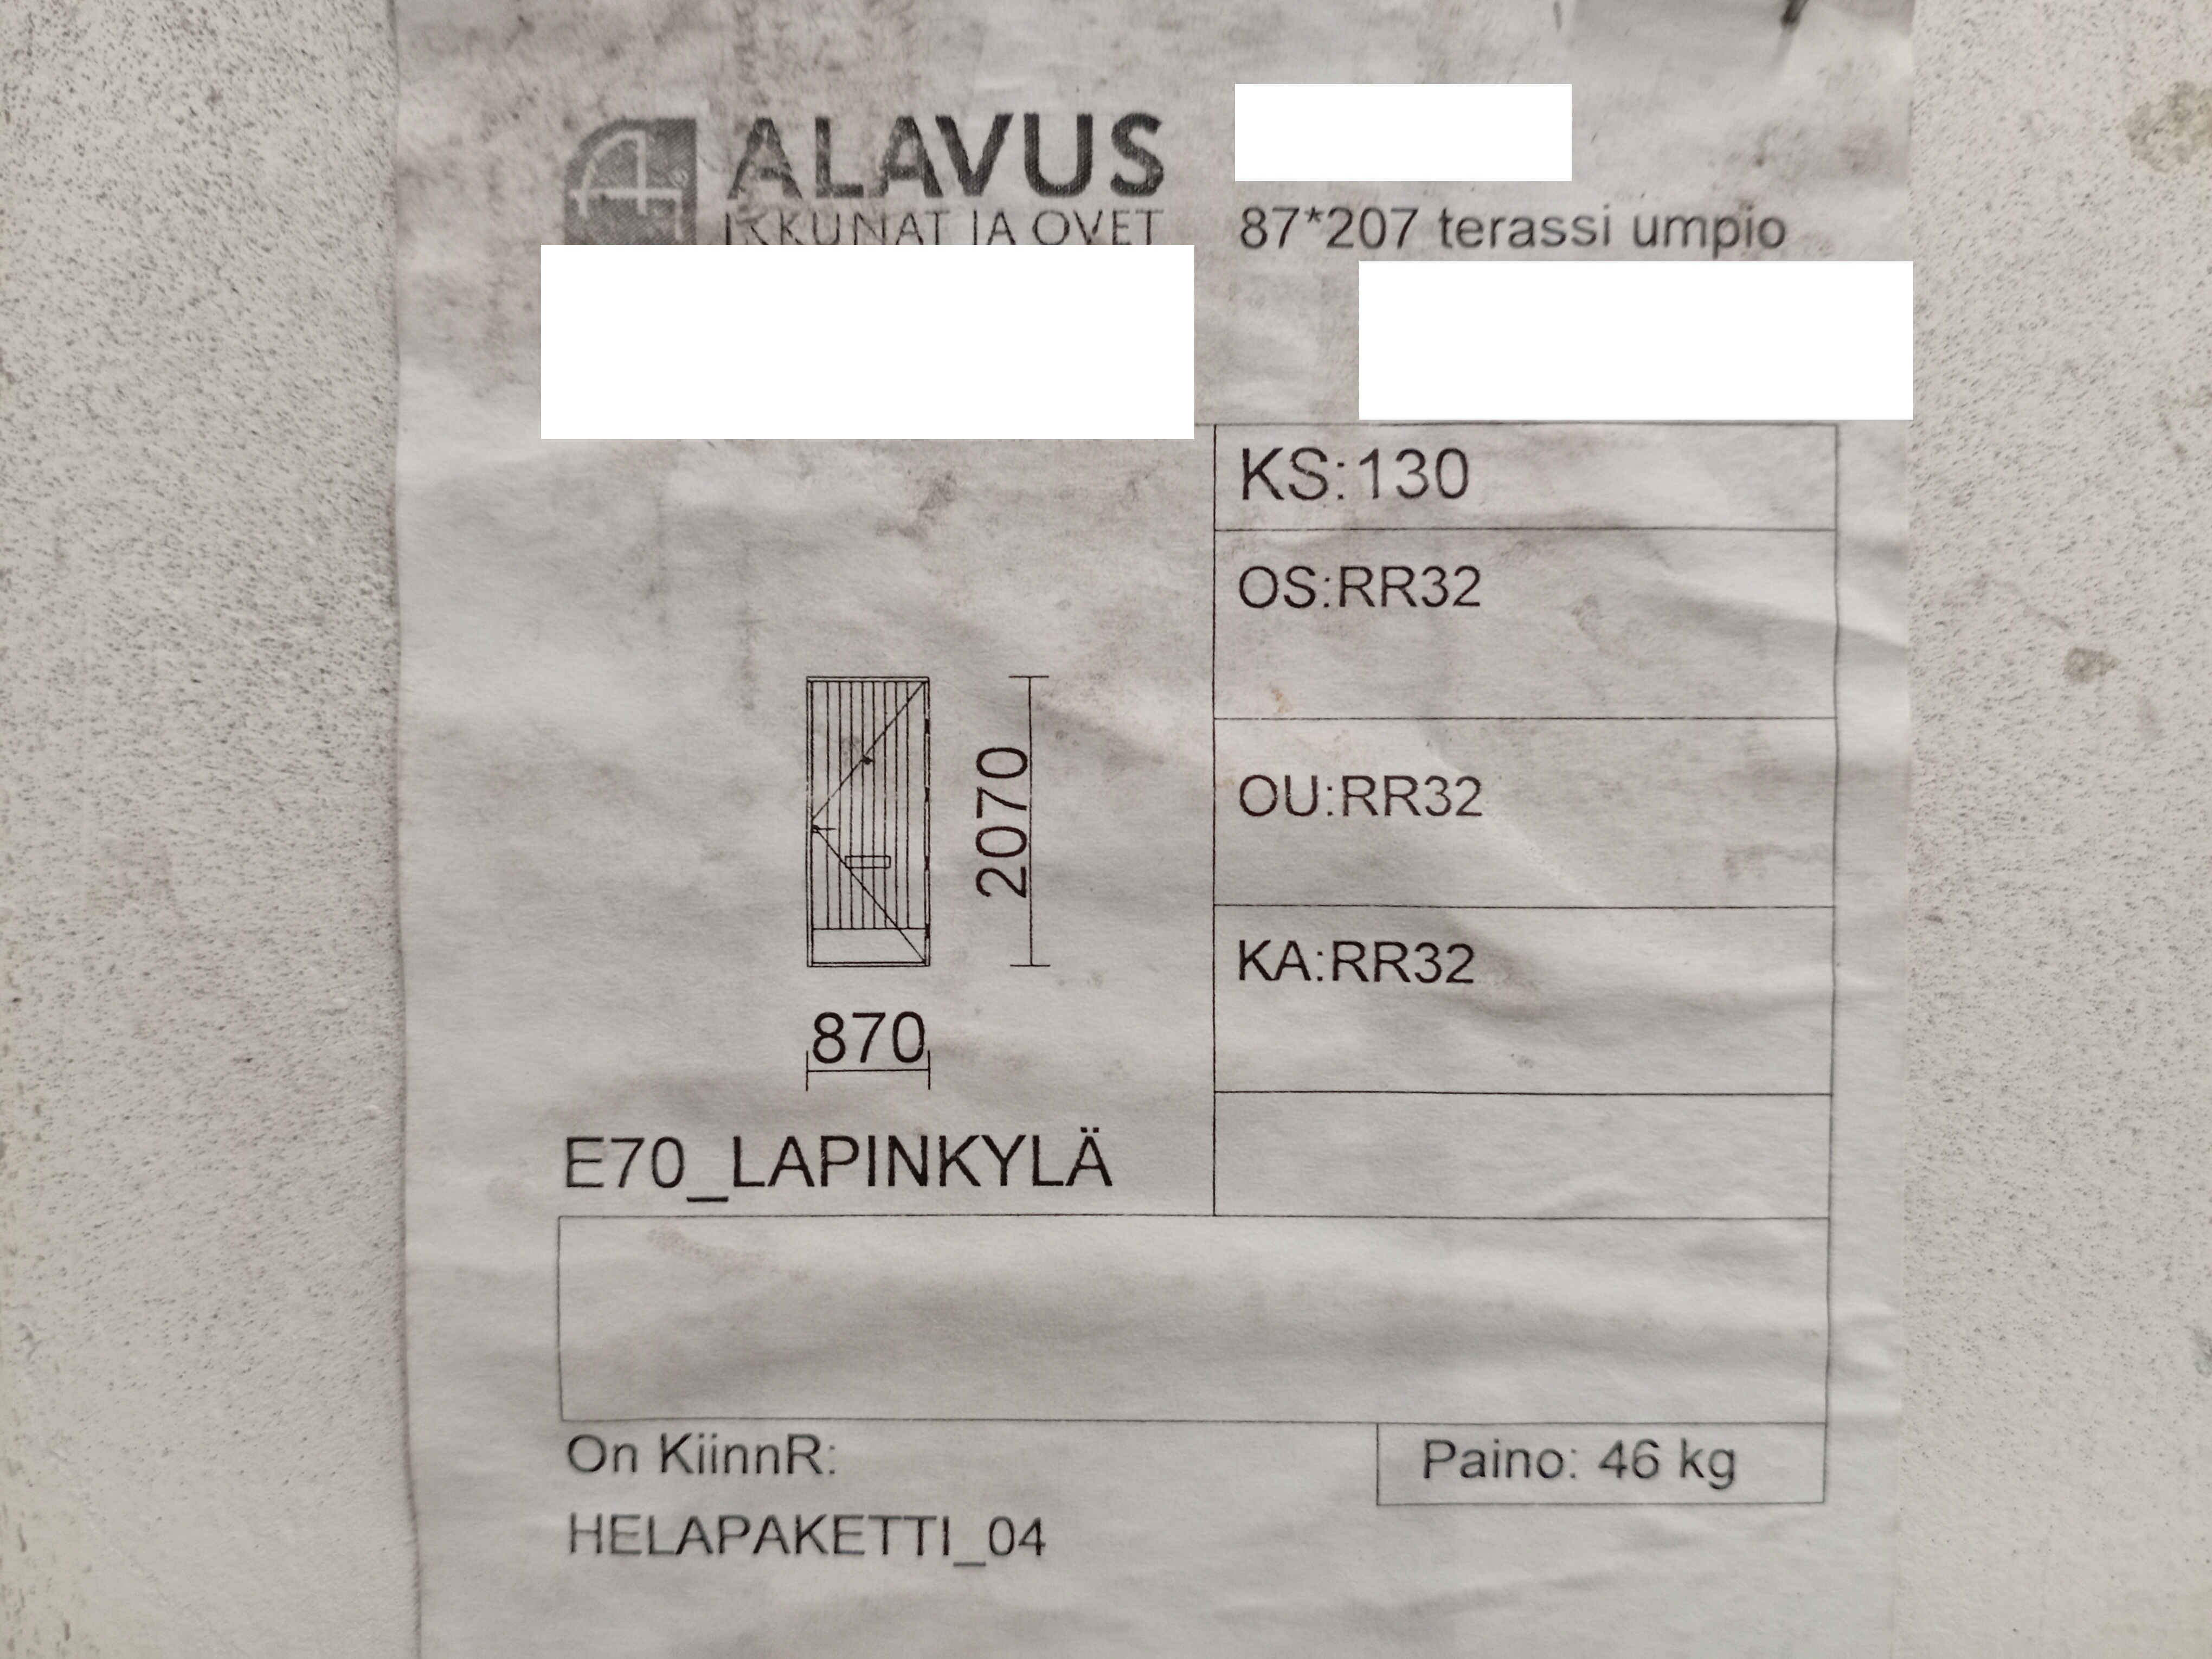 ALAVUS
IKKUNAT JA OVET
87*207 terassi umpio
KS:130
OS:RR32
OU:RR32
KA:RR32
2070
870
E70_LAPINKYLÄ
On KiinnR:
Paino: 46 kg
HELAPAKETTI_04